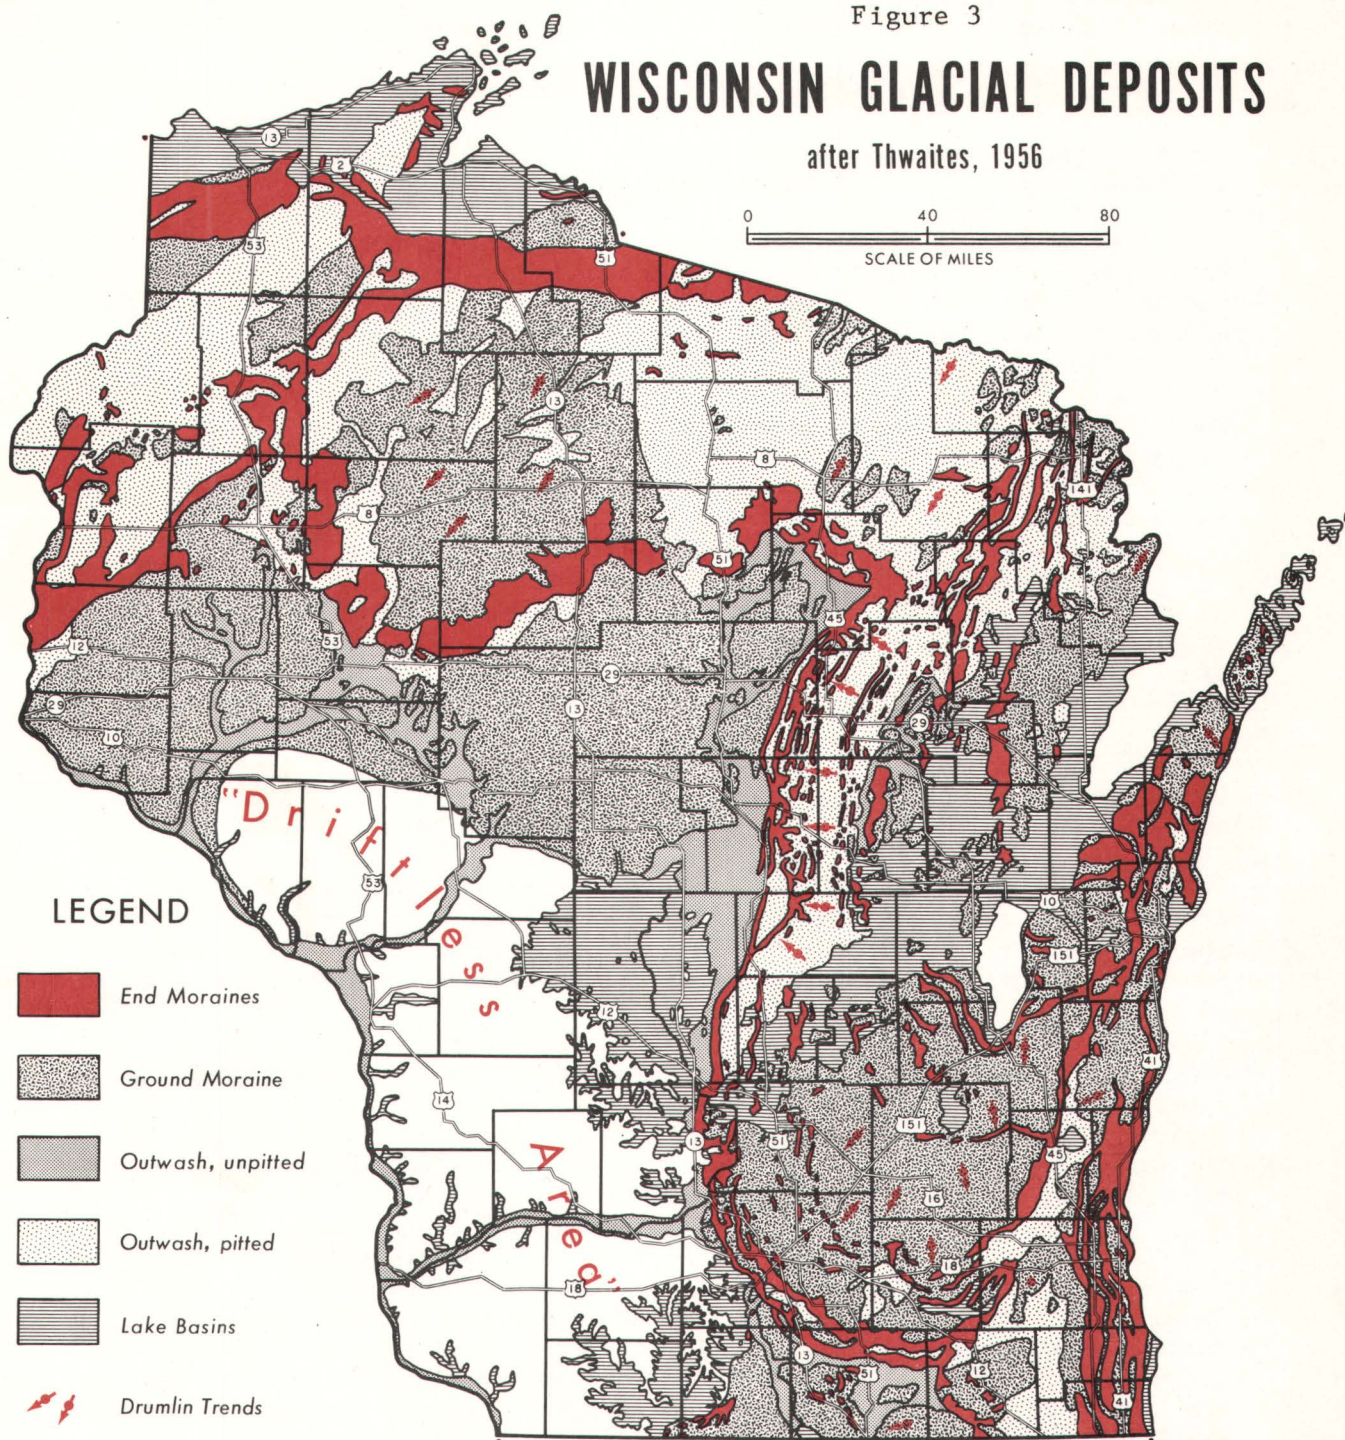 Figure 3
WISCONSIN GLACIAL DEPOSITS
after Thwaites, 1956
0 40 80
SCALE OF MILES
13
2
53
51
13
8
141
8
51
45
53
12
29
13
29
29
10
"Driftless Area"
53
10
151
12
41
14
13
51
151
45
16
18
18
13
51
12
41
LEGEND
End Moraines
Ground Moraine
Outwash, unpitted
Outwash, pitted
Lake Basins
Drumlin Trends